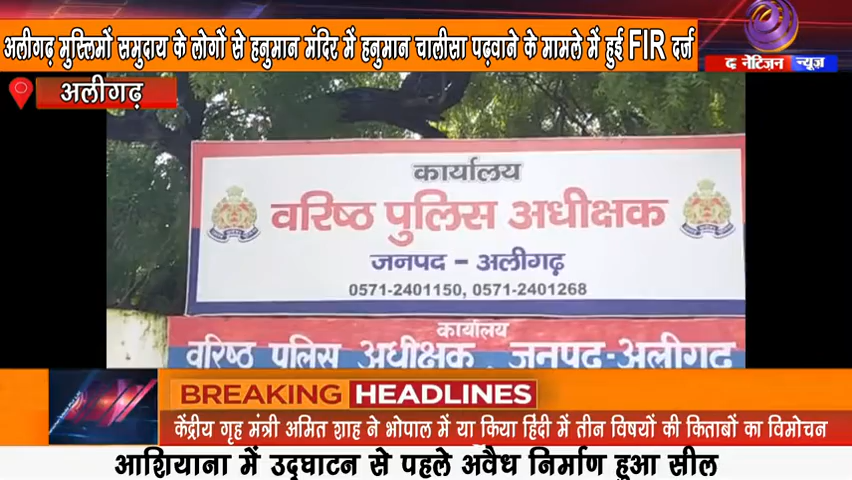 अलीगढ़ मुस्लिमों समुदाय के लोगों से हनुमान मंदिर में हनुमान चालीसा पढ़वाने के मामले में हुई FIR दर्ज
द नेटिज़न न्यूज़
अलीगढ़
कार्यालय
वरिष्ठ पुलिस अधीक्षक
जनपद - अलीगढ़
0571-2401150, 0571-2401268
कार्यालय
वरिष्ठ पुलिस अधीक्षक, जनपद-अलीगढ़
BREAKING HEADLINES
केंद्रीय गृह मंत्री अमित शाह ने भोपाल में या किया हिंदी में तीन विषयों की किताबों का विमोचन
आशियाना में उद्घाटन से पहले अवैध निर्माण हुआ सील